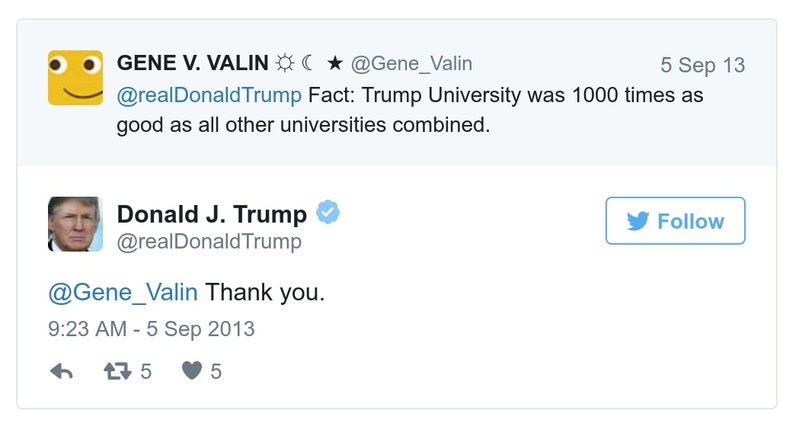 GENE V. VALIN ☼ ☾ ★ @Gene_Valin 5 Sep 13
@realDonaldTrump Fact: Trump University was 1000 times as
good as all other universities combined.
Donald J. Trump
@realDonaldTrump
Follow
@Gene_Valin Thank you.
9:23 AM - 5 Sep 2013
5 5